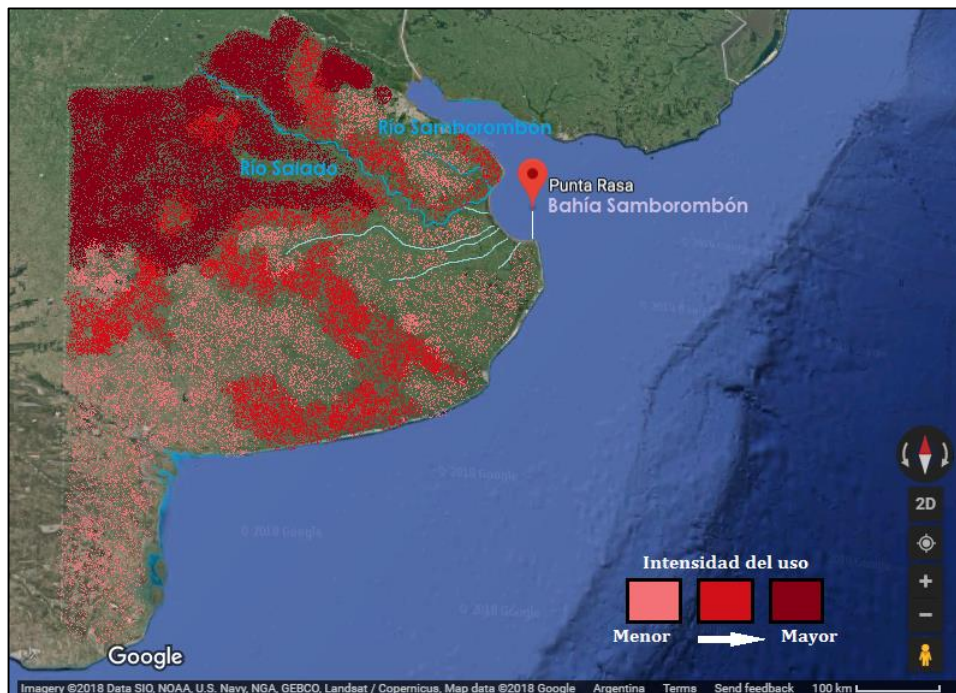 Río Samborombón
Río Salado
Punta Rasa
Bahía Samborombón
© 2018 Google
© 2018 Google
© 2018 Google
2D
Intensidad del uso
Menor
Mayor
Google
Imagery ©2018 Data SIO, NOAA, U.S. Navy, NGA, GEBCO, Landsat / Copernicus, Map data ©2018 Google Argentina Terms Send feedback 100 km